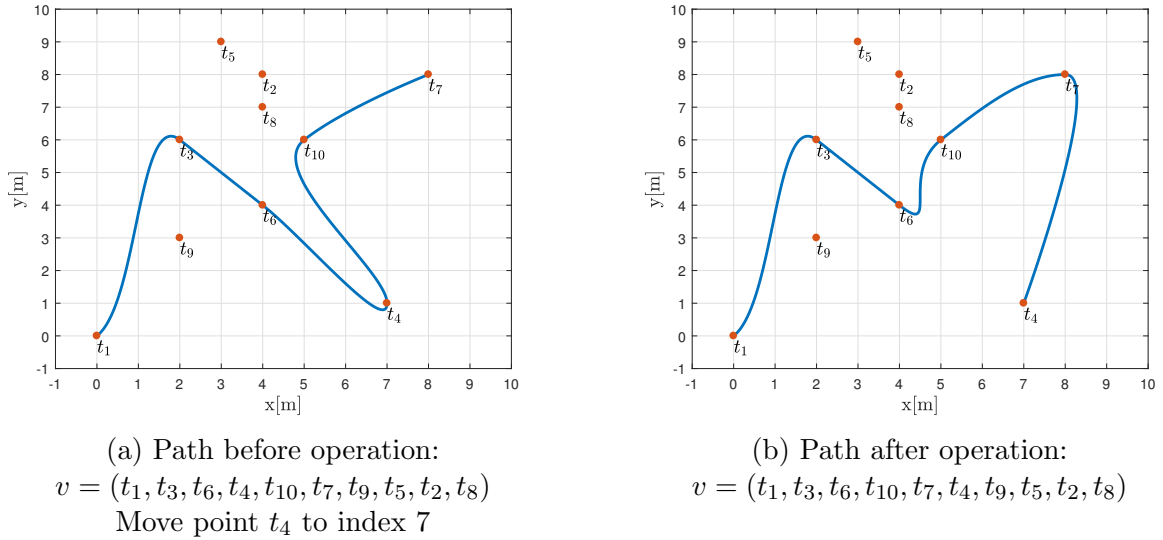 10
9
8
7
6
5
4
3
2
1
0
-1
y[m]
t₅
t₂
t₈
t₇
t₃
t₁₀
t₆
t₉
t₄
t₁
-1 0 1 2 3 4 5 6 7 8 9 10
x[m]
(a) Path before operation:
v = (t₁, t₃, t₆, t₄, t₁₀, t₇, t₉, t₅, t₂, t₈)
Move point t₄ to index 7
10
9
8
7
6
5
4
3
2
1
0
-1
y[m]
t₅
t₂
t₈
t₇
t₃
t₁₀
t₆
t₉
t₄
t₁
-1 0 1 2 3 4 5 6 7 8 9 10
x[m]
(b) Path after operation:
v = (t₁, t₃, t₆, t₁₀, t₇, t₄, t₉, t₅, t₂, t₈)